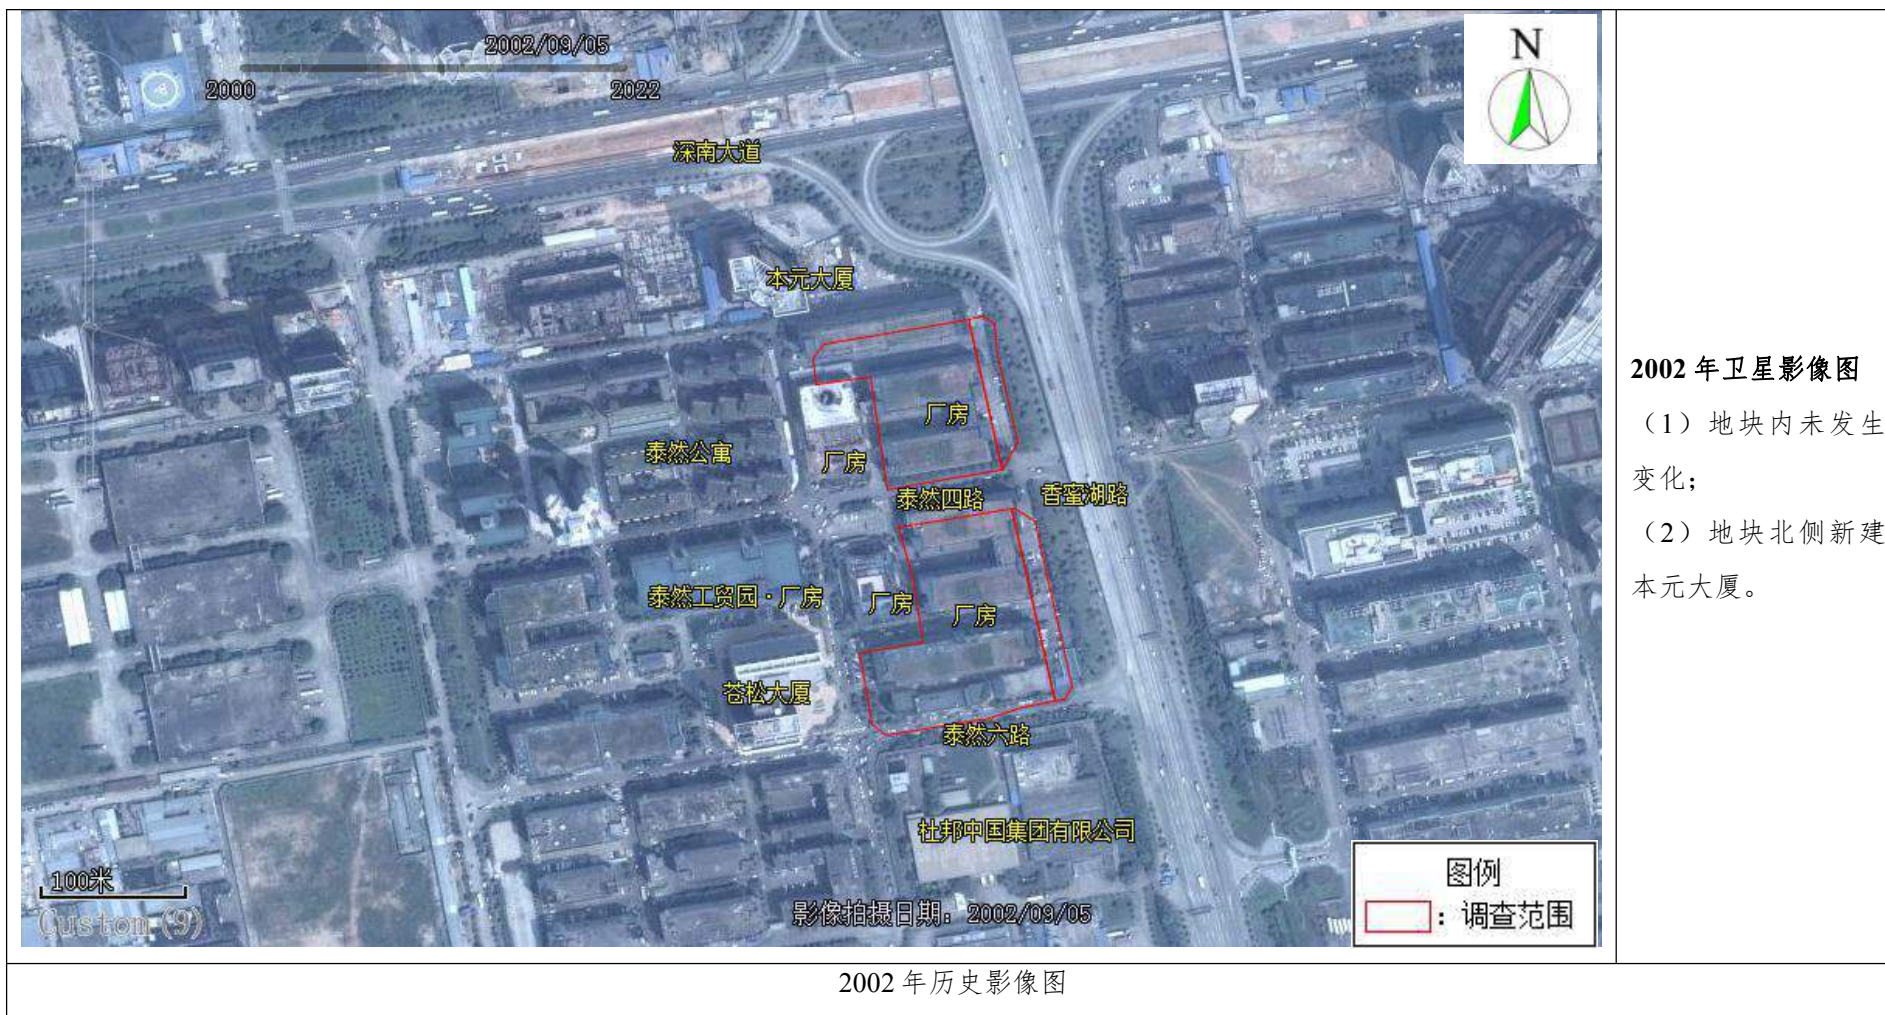 2002/09/05
2000
2022
N
深南大道
本元大厦
厂房
泰然公寓
厂房
泰然四路
香蜜湖路
泰然工贸园·厂房
厂房
厂房
苍松大厦
泰然六路
杜邦中国集团有限公司
100米
Custom(9)
影像拍摄日期：2002/09/05
图例
：调查范围
2002 年卫星影像图
（1）地块内未发生
变化；
（2）地块北侧新建
本元大厦。
2002 年历史影像图